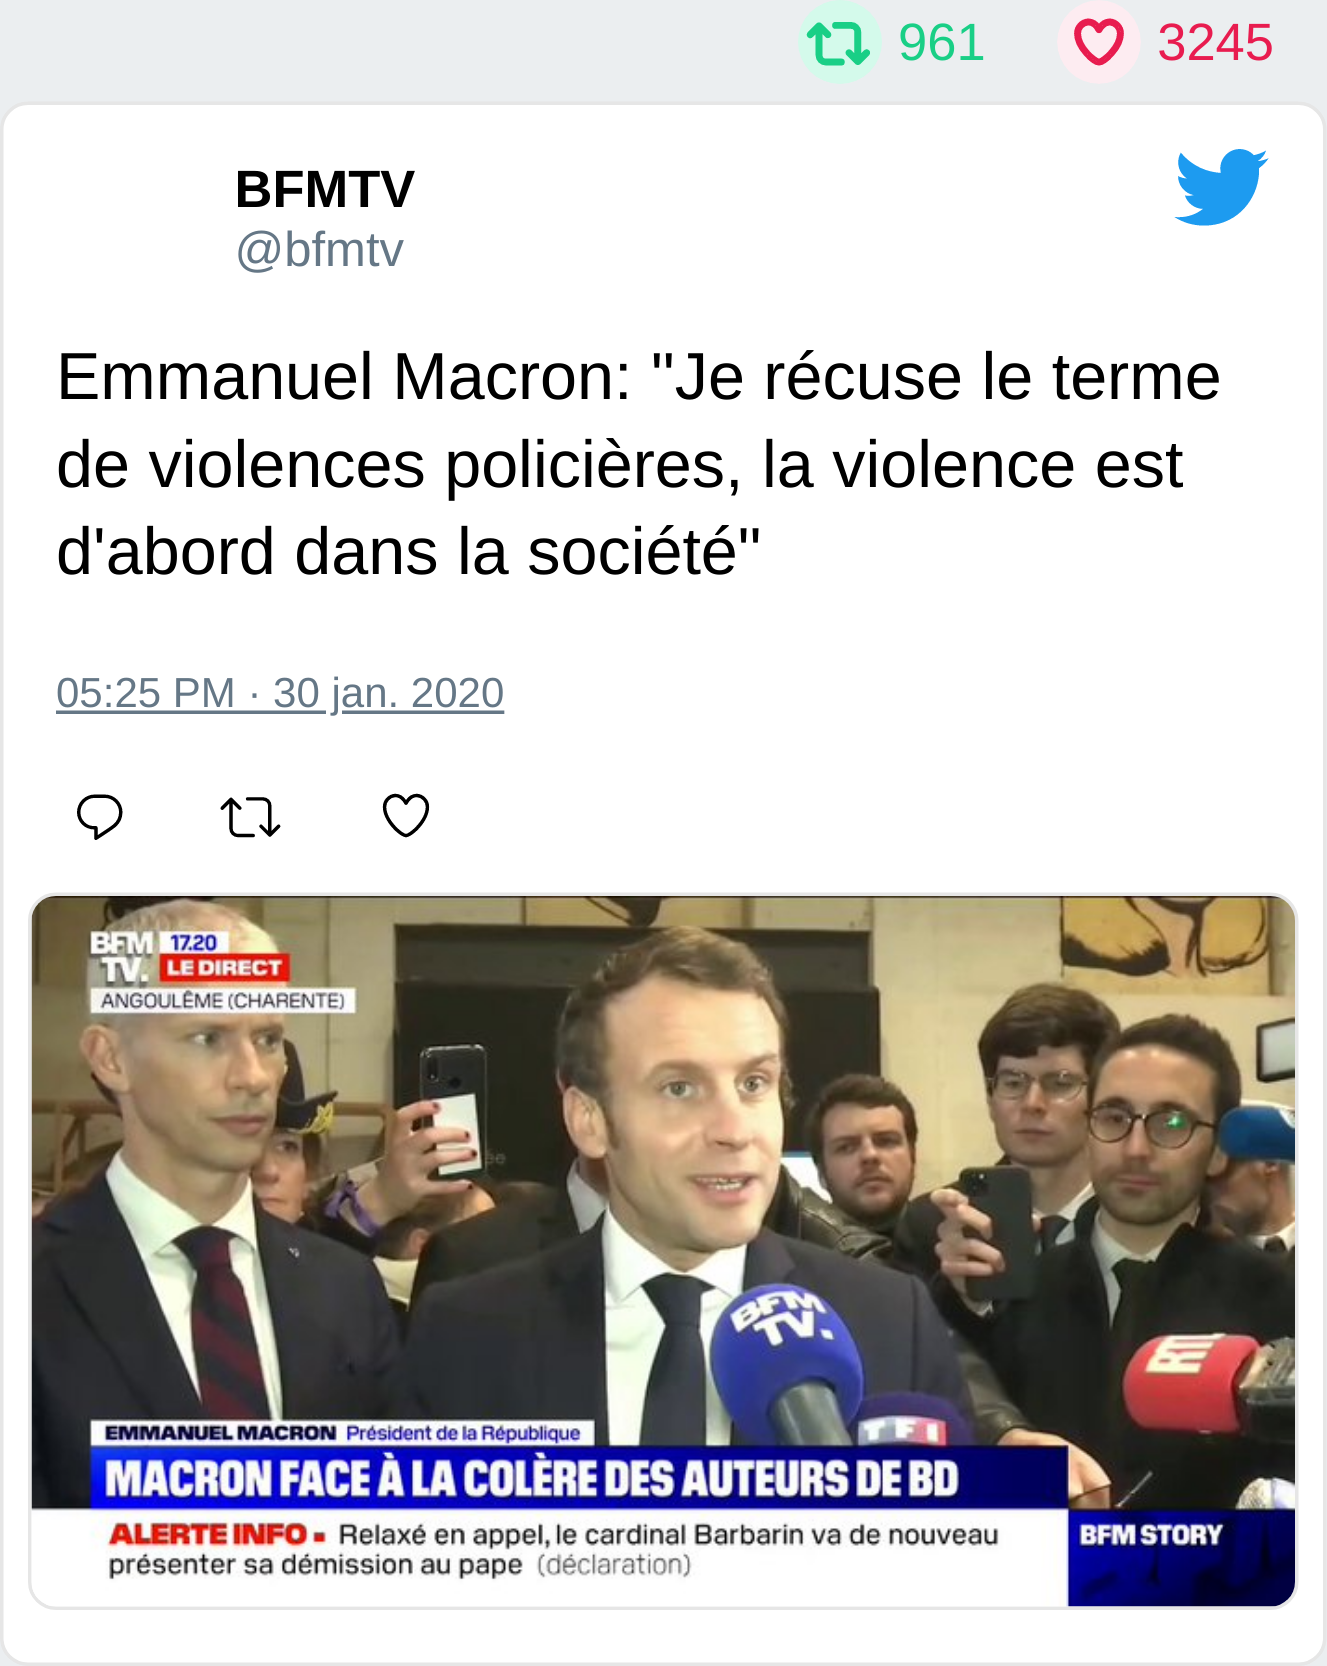 961 3245
BFMTV
@bfmtv
Emmanuel Macron: "Je récuse le terme
de violences policières, la violence est
d'abord dans la société"
05:25 PM · 30 jan. 2020
BFM 17.20
TV. LE DIRECT
ANGOULÊME (CHARENTE)
ée
BFM
TV.
RTL
TF1
EMMANUEL MACRON Président de la République
MACRON FACE À LA COLÈRE DES AUTEURS DE BD
ALERTE INFO Relaxé en appel, le cardinal Barbarin va de nouveau
présenter sa démission au pape (déclaration)
BFM STORY